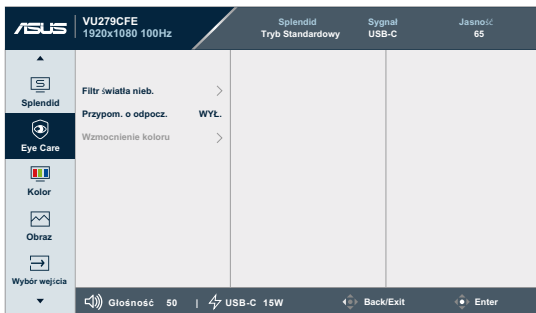 ASUS
VU279CFE
1920x1080 100Hz
Splendid
Tryb Standardowy
Sygnał
USB-C
Jasność
65
Splendid
Eye Care
Kolor
Obraz
Wybór wejścia
Filtr światła nieb.
Przypom. o odpocz. WYŁ.
Wzmocnienie koloru
Głośność 50 | USB-C 15W Back/Exit Enter